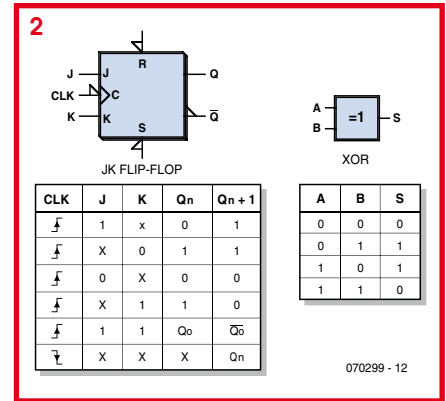 2
R
J J Q
CLK C
K K Q̅
S
JK FLIP-FLOP
A
B =1 S
XOR
CLK J K Qn Qn + 1
1 x 0 1
X 0 1 1
0 X 0 0
X 1 1 0
1 1 Qo Q̅o̅
X X X Qn
A B S
0 0 0
0 1 1
1 0 1
1 1 0
070299 - 12